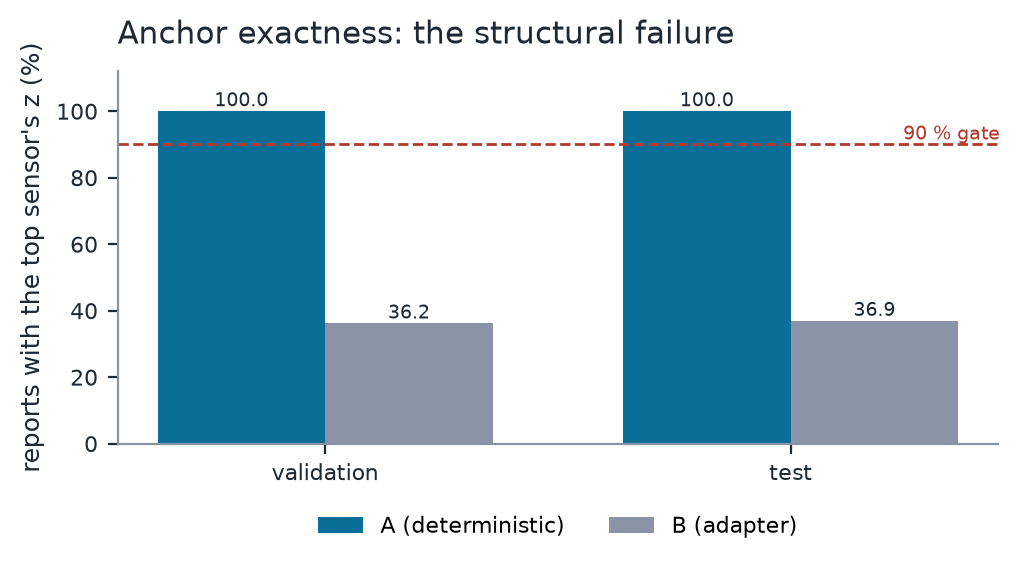 Anchor exactness: the structural failure
reports with the top sensor's z (%)
100
80
60
40
20
0
100.0
36.2
100.0
36.9
90 % gate
validation
test
A (deterministic)
B (adapter)